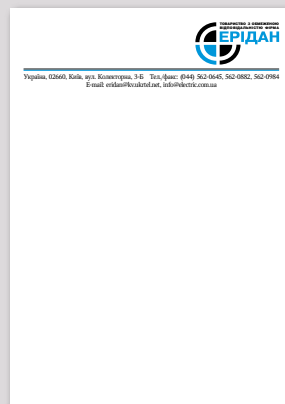 ТОВАРИСТВО З ОБМЕЖЕНОЮ
ВІДПОВІДАЛЬНІСТЮ ФІРМА
ЕРІДАН
Україна, 02660, Київ, вул. Колекторна, 3-Б Тел./факс: (044) 562-0645, 562-0882, 562-0984
E-mail: eridan@kv.ukrtel.net, info@electric.com.ua